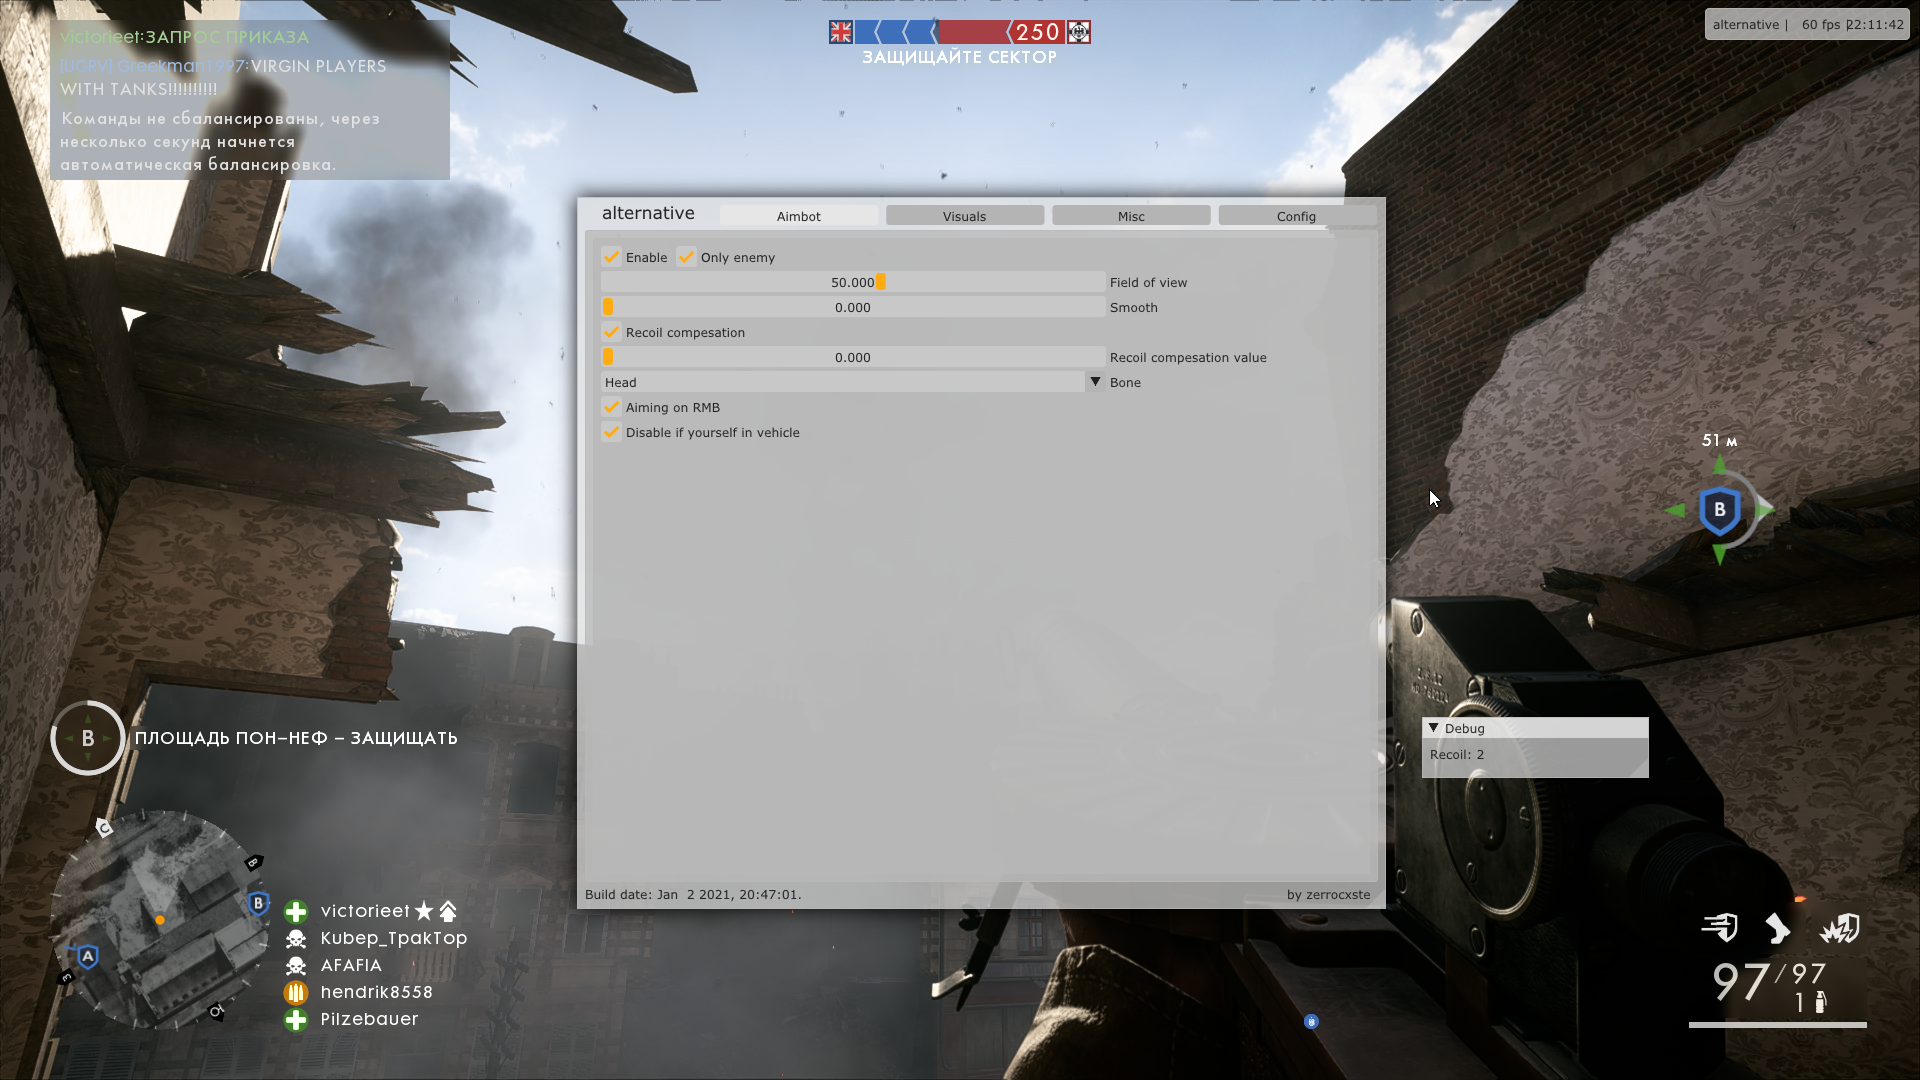 victorieet:ЗАПРОС ПРИКАЗА
[UGRV] Greekman1997:VIRGIN PLAYERS
WITH TANKS!!!!!!!!!!
Команды не сбалансированы, через
несколько секунд начнется
автоматическая балансировка.
250
ЗАЩИЩАЙТЕ СЕКТОР
alternative | 60 fps |22:11:42
alternative
Aimbot
Visuals
Misc
Config
Enable
Only enemy
50.000
Field of view
0.000
Smooth
Recoil compesation
0.000
Recoil compesation value
Head
Bone
Aiming on RMB
Disable if yourself in vehicle
Build date: Jan  2 2021, 20:47:01.
by zerrocxste
51 м
B
Debug
Recoil: 2
B
ПЛОЩАДЬ ПОН-НЕФ - ЗАЩИЩАТЬ
C
B
B
A
victorieet
Kubep_TpakTop
AFAFIA
hendrik8558
Pilzebauer
97/97
1